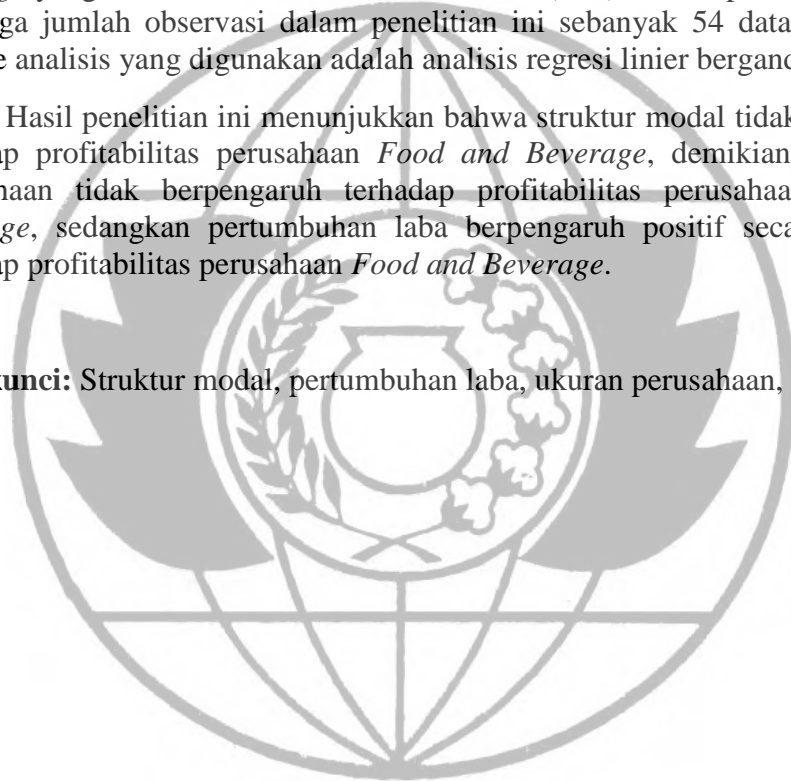 ga jumlah observasi dalam penelitian ini sebanyak 54 data
e analisis yang digunakan adalah analisis regresi linier bergand
Hasil penelitian ini menunjukkan bahwa struktur modal tidak
ap profitabilitas perusahaan Food and Beverage, demikian
haan tidak berpengaruh terhadap profitabilitas perusahaa
ge, sedangkan pertumbuhan laba berpengaruh positif seca
ap profitabilitas perusahaan Food and Beverage.
kunci: Struktur modal, pertumbuhan laba, ukuran perusahaan,